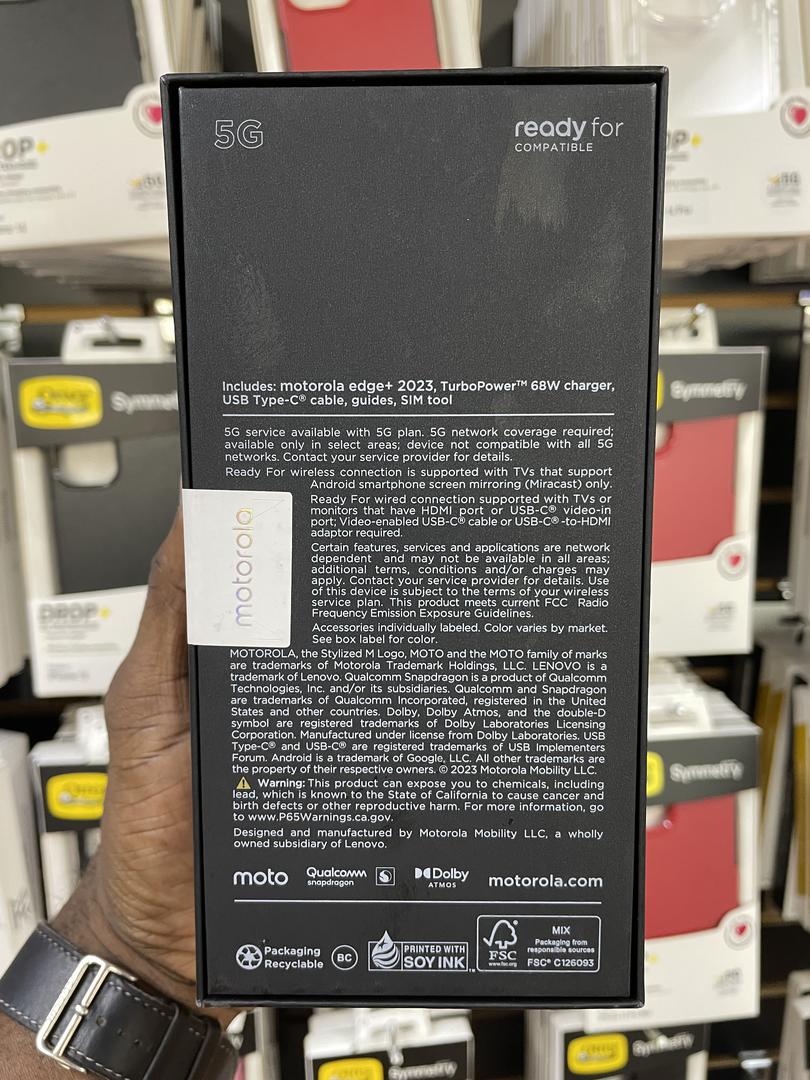 5G
ready for
COMPATIBLE
Includes: motorola edge+ 2023, TurboPower™ 68W charger,
USB Type-C® cable, guides, SIM tool
5G service available with 5G plan. 5G network coverage required;
available only in select areas; device not compatible with all 5G
networks. Contact your service provider for details.
Ready For wireless connection is supported with TVs that support
Android smartphone screen mirroring (Miracast) only.
Ready For wired connection supported with TVs or
monitors that have HDMI port or USB-C® video-in
port; Video-enabled USB-C® cable or USB-C® -to-HDMI
adaptor required.
Certain features, services and applications are network
dependent and may not be available in all areas;
additional terms, conditions and/or charges may
apply. Contact your service provider for details. Use
of this device is subject to the terms of your wireless
service plan. This product meets current FCC Radio
Frequency Emission Exposure Guidelines.
Accessories individually labeled. Color varies by market.
See box label for color.
motorola
MOTOROLA, the Stylized M Logo, MOTO and the MOTO family of marks
are trademarks of Motorola Trademark Holdings, LLC. LENOVO is a
trademark of Lenovo. Qualcomm Snapdragon is a product of Qualcomm
Technologies, Inc. and/or its subsidiaries. Qualcomm and Snapdragon
are trademarks of Qualcomm Incorporated, registered in the United
States and other countries. Dolby, Dolby Atmos, and the double-D
symbol are registered trademarks of Dolby Laboratories Licensing
Corporation. Manufactured under license from Dolby Laboratories. USB
Type-C® and USB-C® are registered trademarks of USB Implementers
Forum. Android is a trademark of Google, LLC. All other trademarks are
the property of their respective owners. © 2023 Motorola Mobility LLC.
Warning: This product can expose you to chemicals, including
lead, which is known to the State of California to cause cancer and
birth defects or other reproductive harm. For more information, go
to www.P65Warnings.ca.gov.
Designed and manufactured by Motorola Mobility LLC, a wholly
owned subsidiary of Lenovo.
moto
Qualcomm
snapdragon
Dolby
ATMOS
motorola.com
Packaging
Recyclable
BC
PRINTED WITH
SOY INK™
FSC
www.fsc.org
MIX
Packaging from
responsible sources
FSC® C126093
OtterBox
Symmetry
DROP+
Symmetry
Symmetry
Symmetry